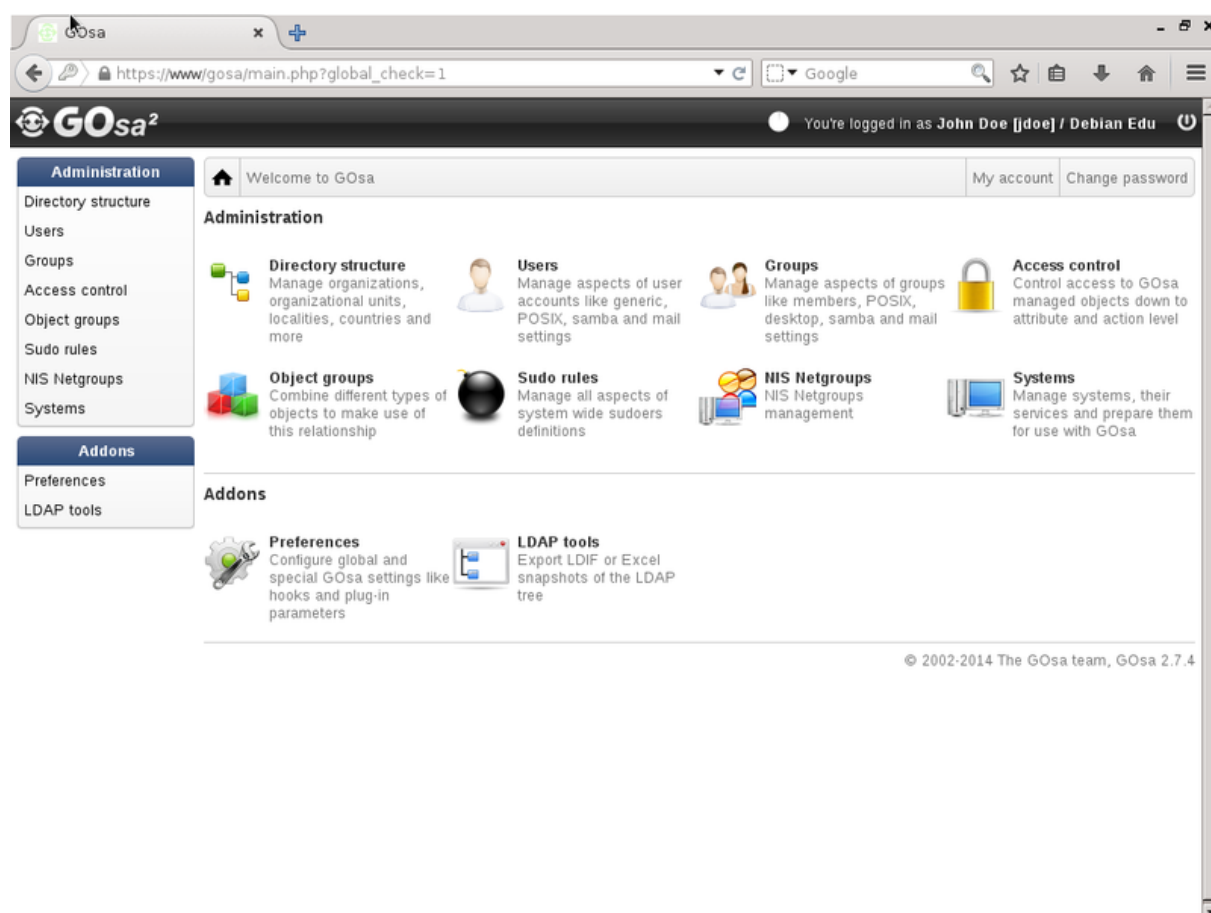 GOsa
https://www/gosa/main.php?global_check=1
Google
GOsa²
You're logged in as John Doe [jdoe] / Debian Edu
Administration
Directory structure
Users
Groups
Access control
Object groups
Sudo rules
NIS Netgroups
Systems
Addons
Preferences
LDAP tools
Welcome to GOsa
My account
Change password
Administration
Directory structure
Manage organizations,
organizational units,
localities, countries and
more
Users
Manage aspects of user
accounts like generic,
POSIX, samba and mail
settings
Groups
Manage aspects of groups
like members, POSIX,
desktop, samba and mail
settings
Access control
Control access to GOsa
managed objects down to
attribute and action level
Object groups
Combine different types of
objects to make use of
this relationship
Sudo rules
Manage all aspects of
system wide sudoers
definitions
NIS Netgroups
NIS Netgroups
management
Systems
Manage systems, their
services and prepare them
for use with GOsa
Addons
Preferences
Configure global and
special GOsa settings like
hooks and plug-in
parameters
LDAP tools
Export LDIF or Excel
snapshots of the LDAP
tree
© 2002-2014 The GOsa team, GOsa 2.7.4